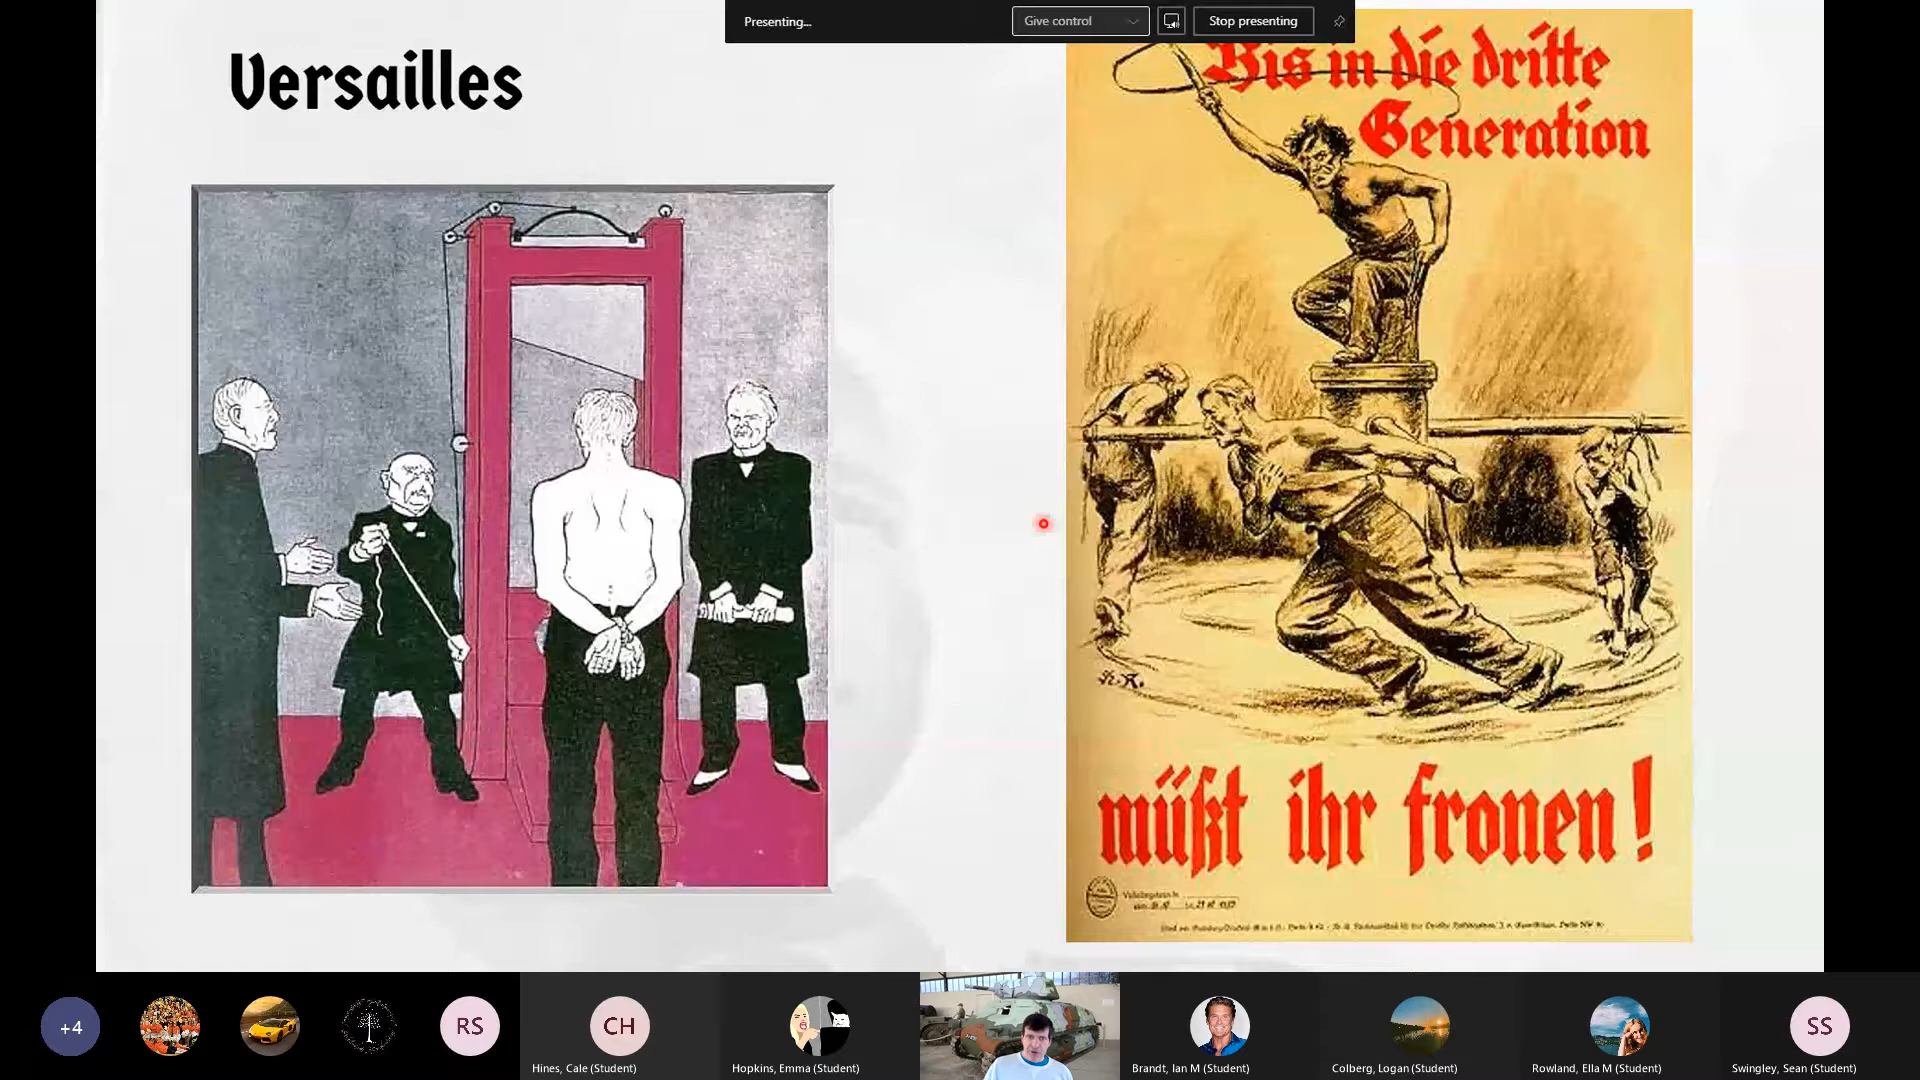 Presenting...
Give control
Stop presenting
Versailles
Bis in die dritte
Generation
müßt ihr fronen!
+4
RS
CH
SS
Hines, Cale (Student)
Hopkins, Emma (Student)
Brandt, Ian M (Student)
Colberg, Logan (Student)
Rowland, Ella M (Student)
Swingley, Sean (Student)